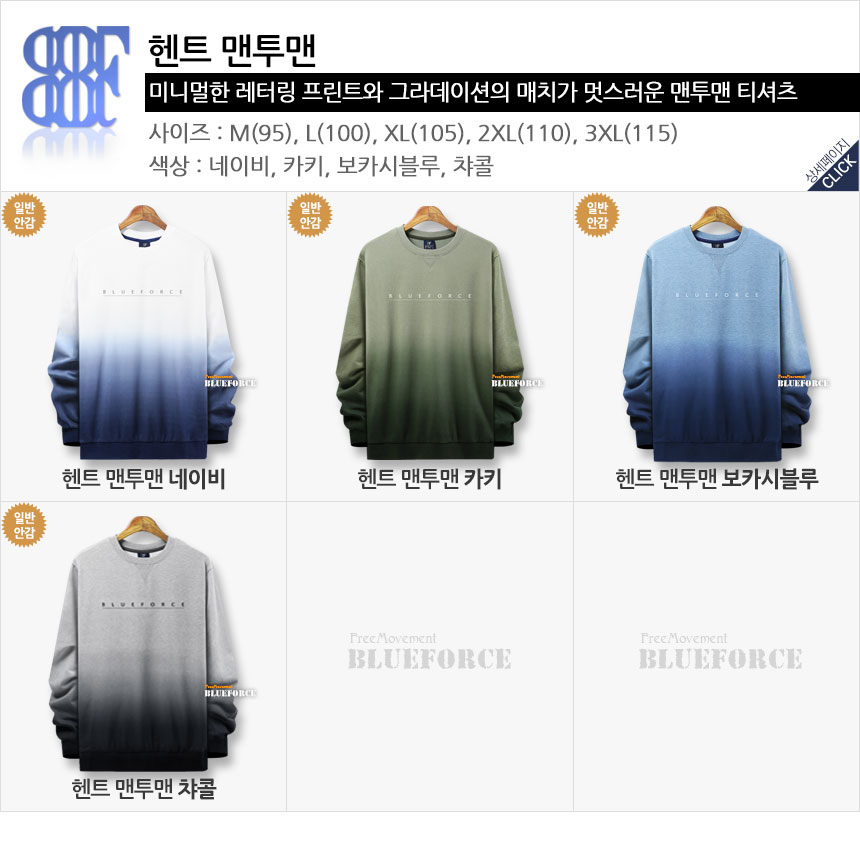 헨트 맨투맨
미니멀한 레터링 프린트와 그라데이션의 매치가 멋스러운 맨투맨 티셔츠
사이즈 : M(95), L(100), XL(105), 2XL(110), 3XL(115)
색상 : 네이비, 카키, 보카시블루, 챠콜
상세페이지
CLICK
일반
안감
BLUEFORCE
FreeMovement
BLUEFORCE
헨트 맨투맨 네이비
일반
안감
BLUEFORCE
FreeMovement
BLUEFORCE
헨트 맨투맨 카키
일반
안감
BLUEFORCE
FreeMovement
BLUEFORCE
헨트 맨투맨 보카시블루
일반
안감
BLUEFORCE
FreeMovement
BLUEFORCE
헨트 맨투맨 챠콜
FreeMovement
BLUEFORCE
FreeMovement
BLUEFORCE